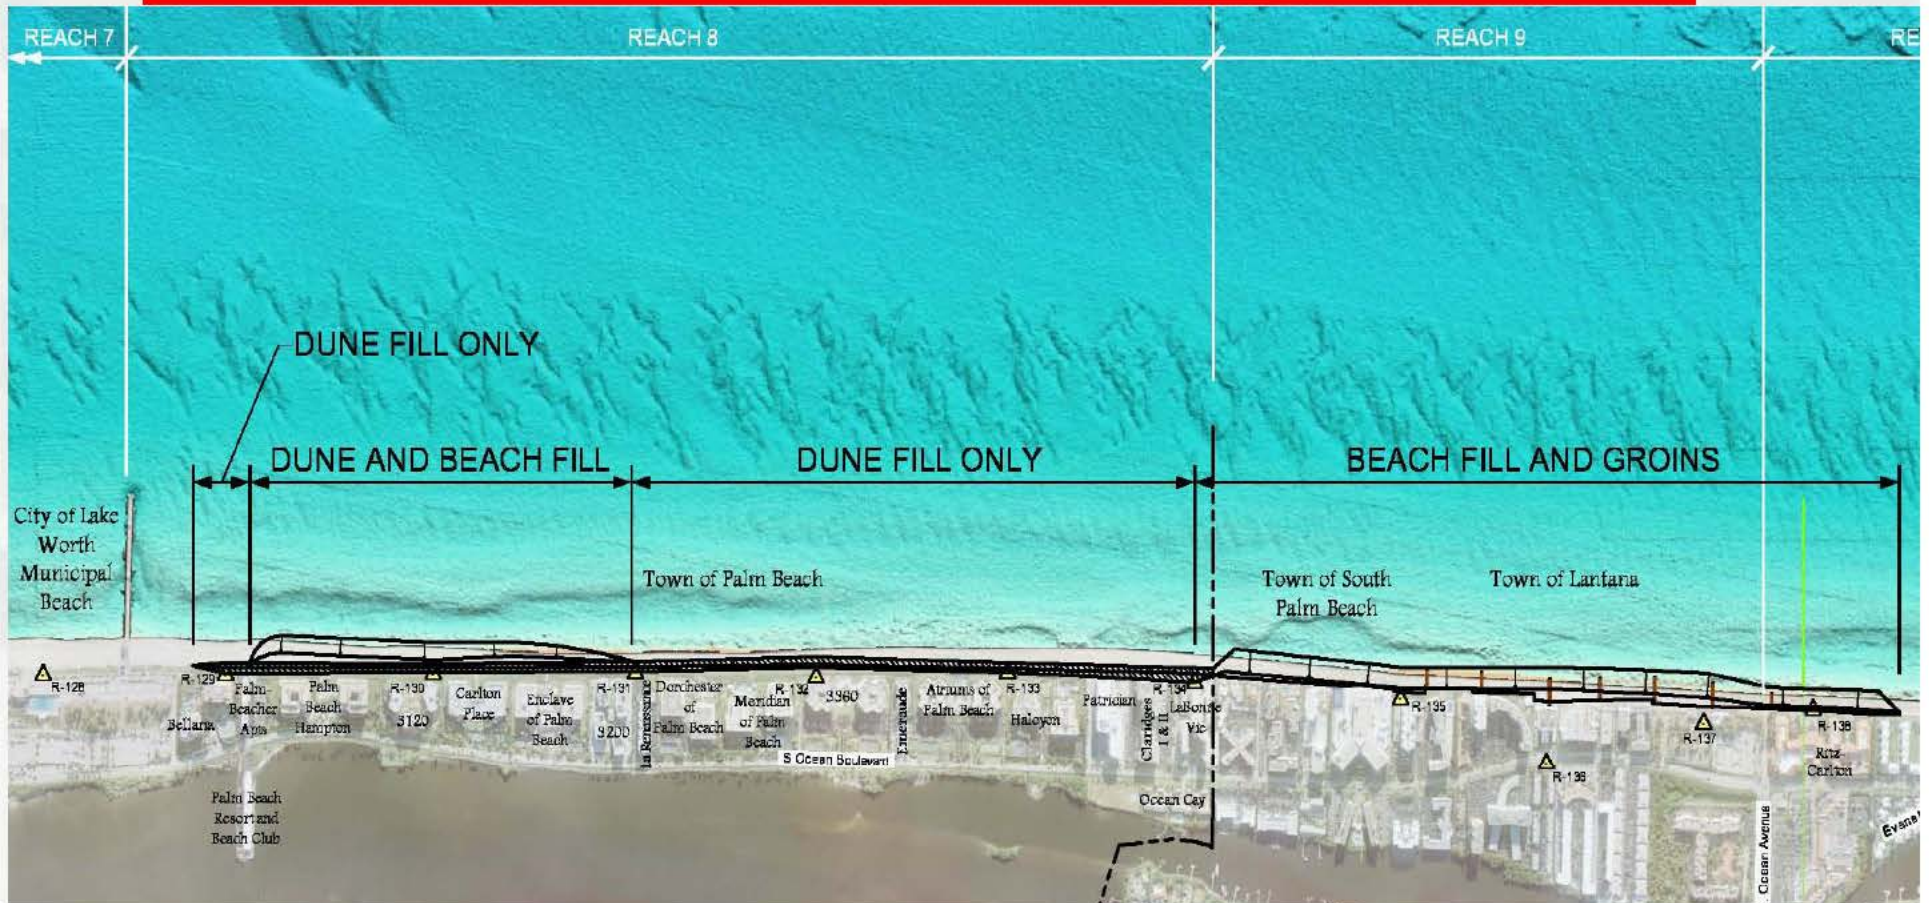 REACH 7
REACH 8
REACH 9
RE
DUNE FILL ONLY
DUNE AND BEACH FILL
DUNE FILL ONLY
BEACH FILL AND GROINS
City of Lake
Worth
Municipal
Beach
Town of Palm Beach
Town of South
Palm Beach
Town of Lantana
R-128
R-129
R-130
R-131
R-132
R-133
R-134
R-135
R-136
R-137
R-138
Bellaria
Palm-
Beacher
Apts
Palm
Beach
Hampton
3120
Carlton
Place
Enclave
of Palm
Beach
3200
La Renaissance
Dorchester
of
Palm Beach
Meridian
of Palm
Beach
3360
Emeraude
Atriums of
Palm Beach
Halcyon
Patrician
Claridges
I & II
LaBonne
Vie
S Ocean Boulevard
Ocean Cay
Palm Beach
Resort and
Beach Club
Ritz-
Carlton
Ocean Avenue